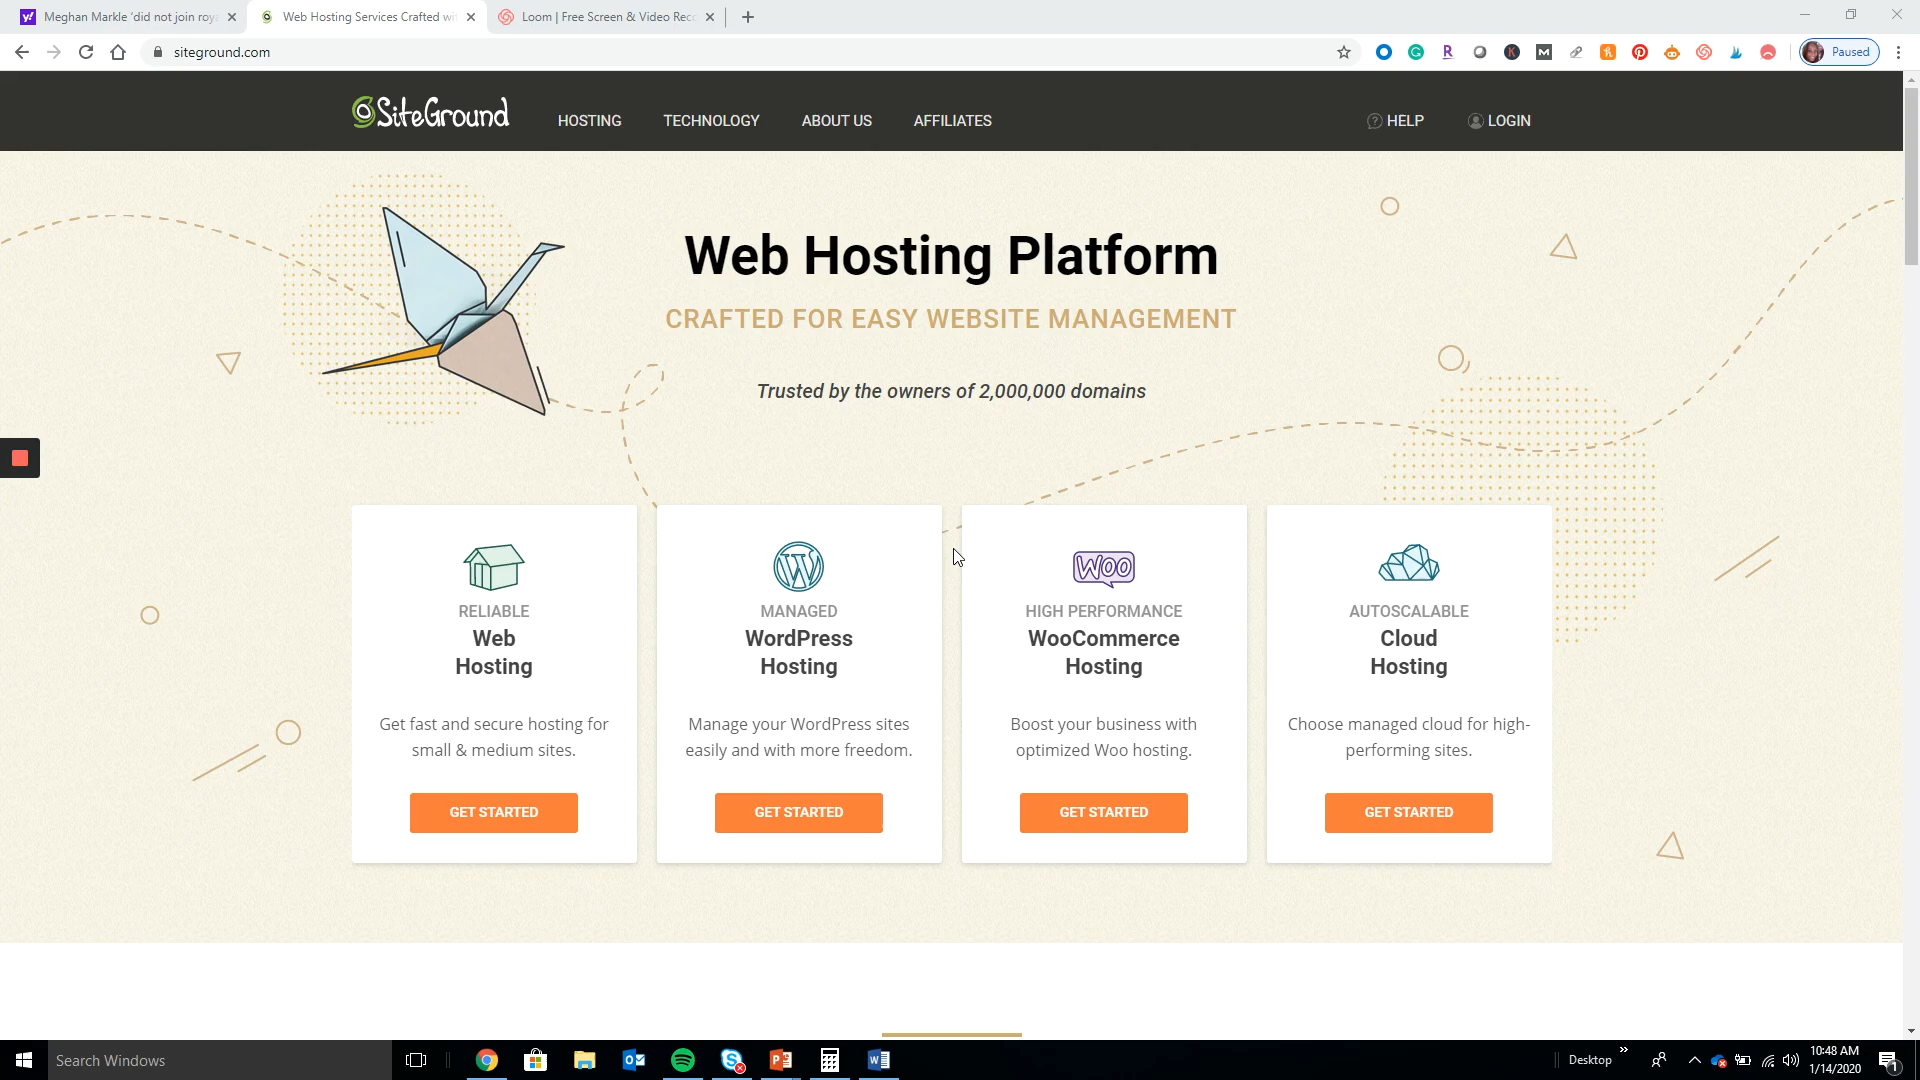 Meghan Markle 'did not join roya
Web Hosting Services Crafted wit
Loom | Free Screen & Video Rec
siteground.com
Paused
SiteGround
HOSTING
TECHNOLOGY
ABOUT US
AFFILIATES
HELP
LOGIN
Web Hosting Platform
CRAFTED FOR EASY WEBSITE MANAGEMENT
Trusted by the owners of 2,000,000 domains
RELIABLE
Web
Hosting
Get fast and secure hosting for
small & medium sites.
GET STARTED
MANAGED
WordPress
Hosting
Manage your WordPress sites
easily and with more freedom.
GET STARTED
WOO
HIGH PERFORMANCE
WooCommerce
Hosting
Boost your business with
optimized Woo hosting.
GET STARTED
AUTOSCALABLE
Cloud
Hosting
Choose managed cloud for high-
performing sites.
GET STARTED
Search Windows
Desktop
10:48 AM
1/14/2020
1